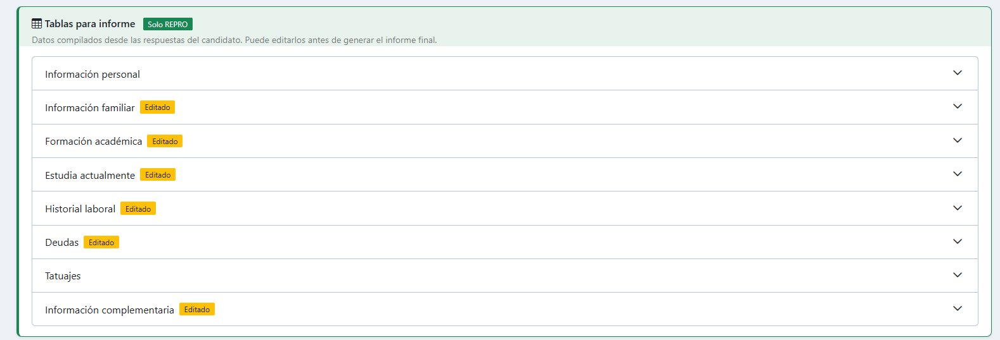 Tablas para informe Solo REPRO
Datos compilados desde las respuestas del candidato. Puede editarlos antes de generar el informe final.
Información personal
Información familiar Editado
Formación académica Editado
Estudia actualmente Editado
Historial laboral Editado
Deudas Editado
Tatuajes
Información complementaria Editado